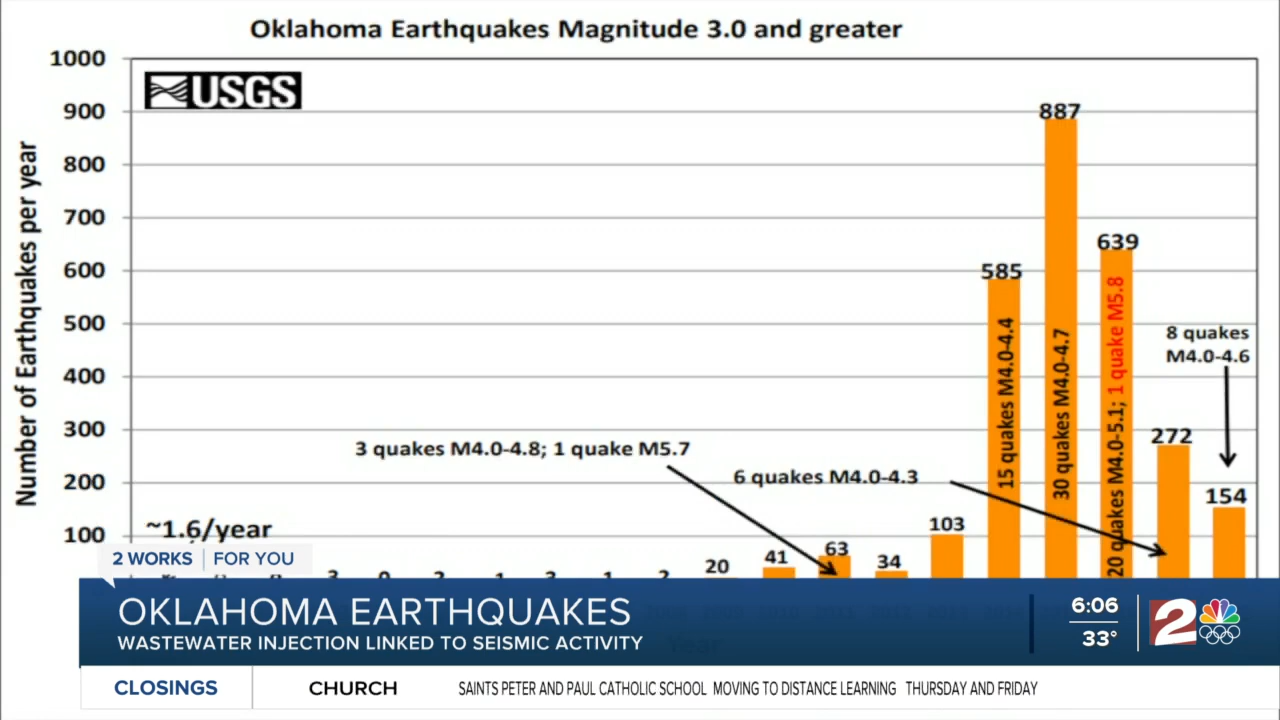 Oklahoma Earthquakes Magnitude 3.0 and greater
USGS
Number of Earthquakes per year
1000
900
800
700
600
500
400
300
200
100
~1.6/year
3 quakes M4.0-4.8; 1 quake M5.7
6 quakes M4.0-4.3
8 quakes
M4.0-4.6
3 0 2 1 3 1 2 20 41 63 34 103 585 887 639 272 154
15 quakes M4.0-4.4
30 quakes M4.0-4.7
20 quakes M4.0-5.1; 1 quake M5.8
2 WORKS FOR YOU
OKLAHOMA EARTHQUAKES
WASTEWATER INJECTION LINKED TO SEISMIC ACTIVITY
6:06
33°
2
CLOSINGS CHURCH SAINTS PETER AND PAUL CATHOLIC SCHOOL MOVING TO DISTANCE LEARNING THURSDAY AND FRIDAY